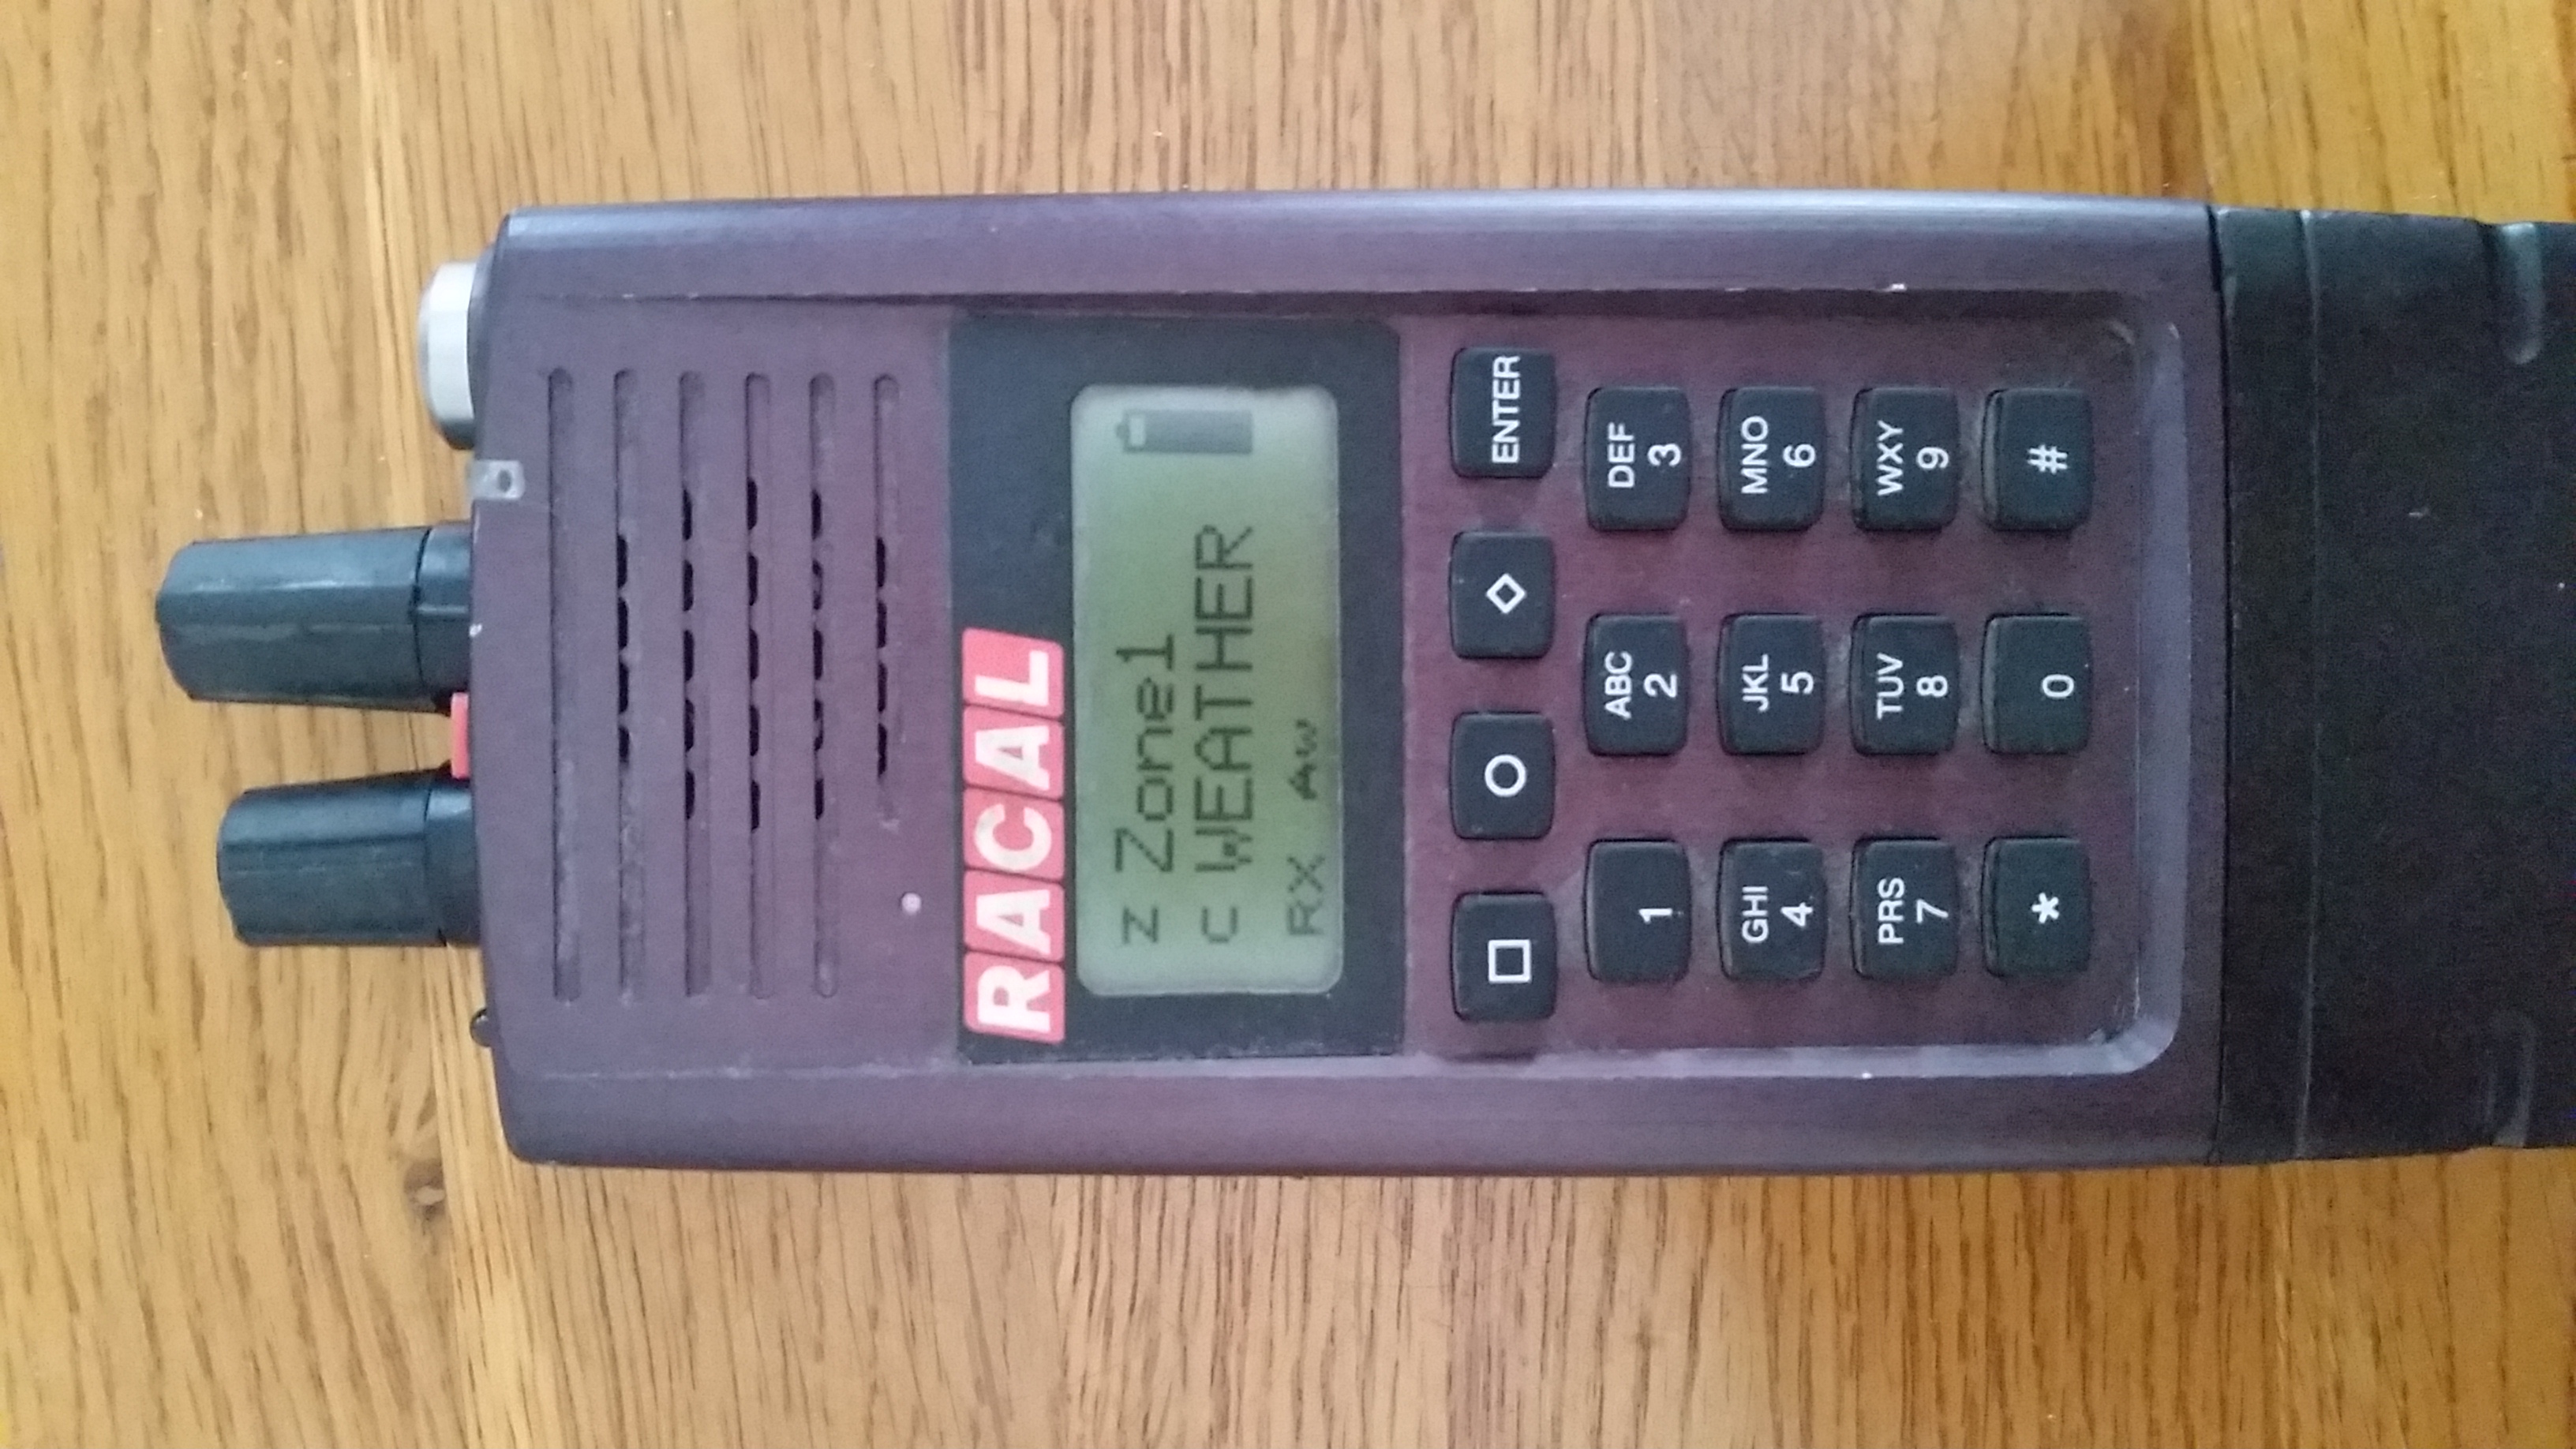 RACAL
Z Zone1
C WEATHER
RX AW
ENTER
1
ABC 2
DEF 3
GHI 4
JKL 5
MNO 6
PRS 7
TUV 8
WXY 9
*
0
#